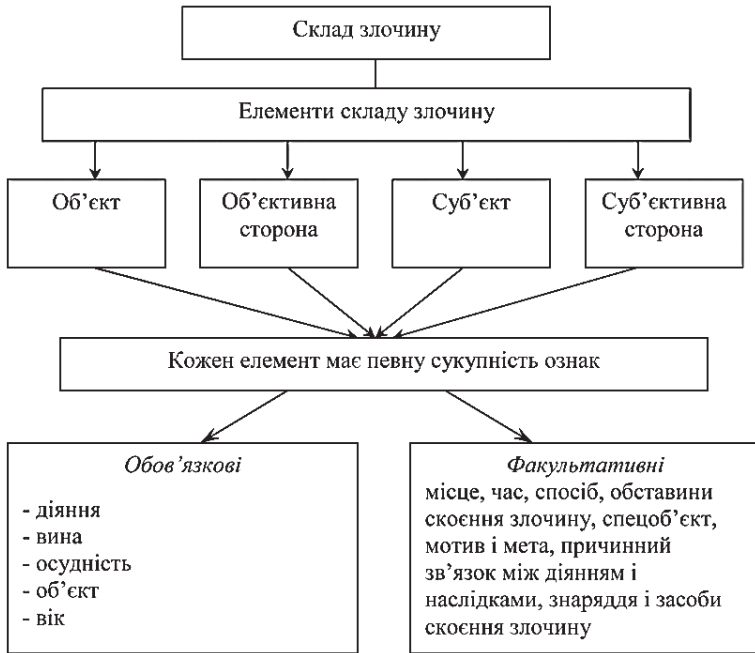 Склад злочину
Елементи складу злочину
Об’єкт
Об’єктивна
сторона
Суб’єкт
Суб’єктивна
сторона
Кожен елемент має певну сукупність ознак
Обов’язкові
- діяння
- вина
- осудність
- об’єкт
- вік
Факультативні
місце, час, спосіб, обставини
скоєння злочину, спецоб’єкт,
мотив і мета, причинний
зв’язок між діянням і
наслідками, знаряддя і засоби
скоєння злочину